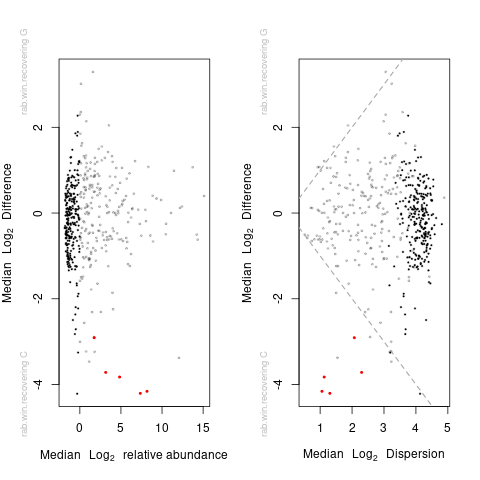 rab.win.recovering G
rab.win.recovering C
Median Log2 Difference
2
0
-2
-4
0
5
10
15
Median Log2 relative abundance
rab.win.recovering G
rab.win.recovering C
Median Log2 Difference
2
0
-2
-4
1
2
3
4
5
Median Log2 Dispersion